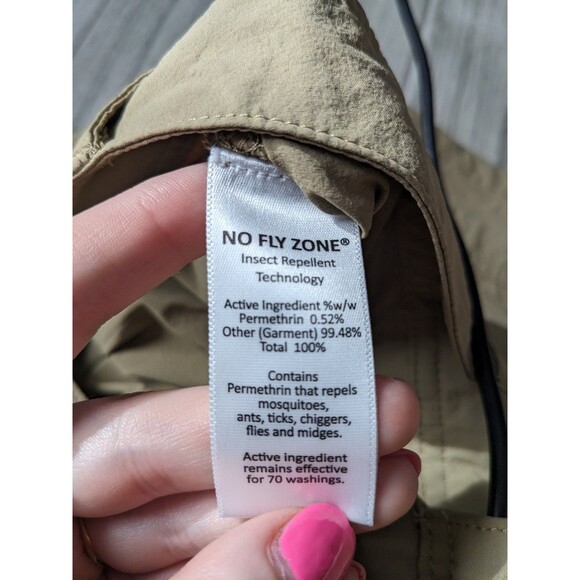 NO FLY ZONE®
Insect Repellent
Technology
Active Ingredient %w/w
Permethrin 0.52%
Other (Garment) 99.48%
Total 100%
Contains
Permethrin that repels
mosquitoes,
ants, ticks, chiggers,
flies and midges.
Active ingredient
remains effective
for 70 washings.